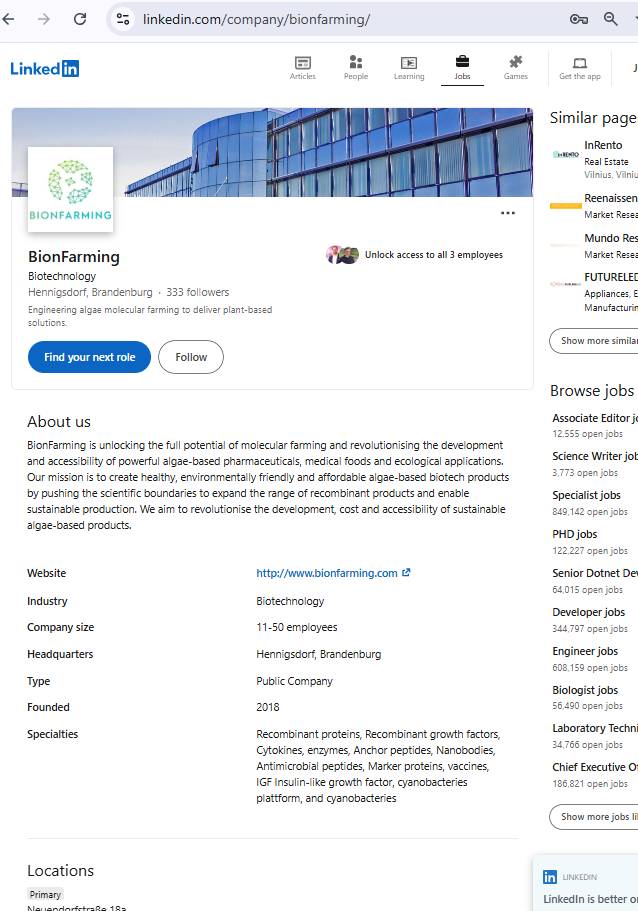 linkedin.com/company/bionfarming/
LinkedIn
Articles
People
Learning
Jobs
Games
Get the app
BIONFARMING
BionFarming
Biotechnology
Hennigsdorf, Brandenburg · 333 followers
Unlock access to all 3 employees
Engineering algae molecular farming to deliver plant-based
solutions.
Find your next role
Follow
About us
BionFarming is unlocking the full potential of molecular farming and revolutionising the development
and accessibility of powerful algae-based pharmaceuticals, medical foods and ecological applications.
Our mission is to create healthy, environmentally friendly and affordable algae-based biotech products
by pushing the scientific boundaries to expand the range of recombinant products and enable
sustainable production. We aim to revolutionise the development, cost and accessibility of sustainable
algae-based products.
Website
http://www.bionfarming.com
Industry
Biotechnology
Company size
11-50 employees
Headquarters
Hennigsdorf, Brandenburg
Type
Public Company
Founded
2018
Specialties
Recombinant proteins, Recombinant growth factors,
Cytokines, enzymes, Anchor peptides, Nanobodies,
Antimicrobial peptides, Marker proteins, vaccines,
IGF Insulin-like growth factor, cyanobacteries
plattform, and cyanobacteries
Locations
Primary
Neuendorfstraße 18a
Similar page
InRento
Real Estate
Vilnius, Vilniu
Reenaissen
Market Resea
Mundo Res
Market Resea
FUTURELED
Appliances, E
Manufacturin
Show more similar
Browse jobs
Associate Editor jo
12,555 open jobs
Science Writer job
3,773 open jobs
Specialist jobs
849,142 open jobs
PHD jobs
122,227 open jobs
Senior Dotnet Dev
64,015 open jobs
Developer jobs
344,797 open jobs
Engineer jobs
608,159 open jobs
Biologist jobs
56,490 open jobs
Laboratory Techni
34,766 open jobs
Chief Executive Of
186,821 open jobs
Show more jobs li
LINKEDIN
LinkedIn is better o